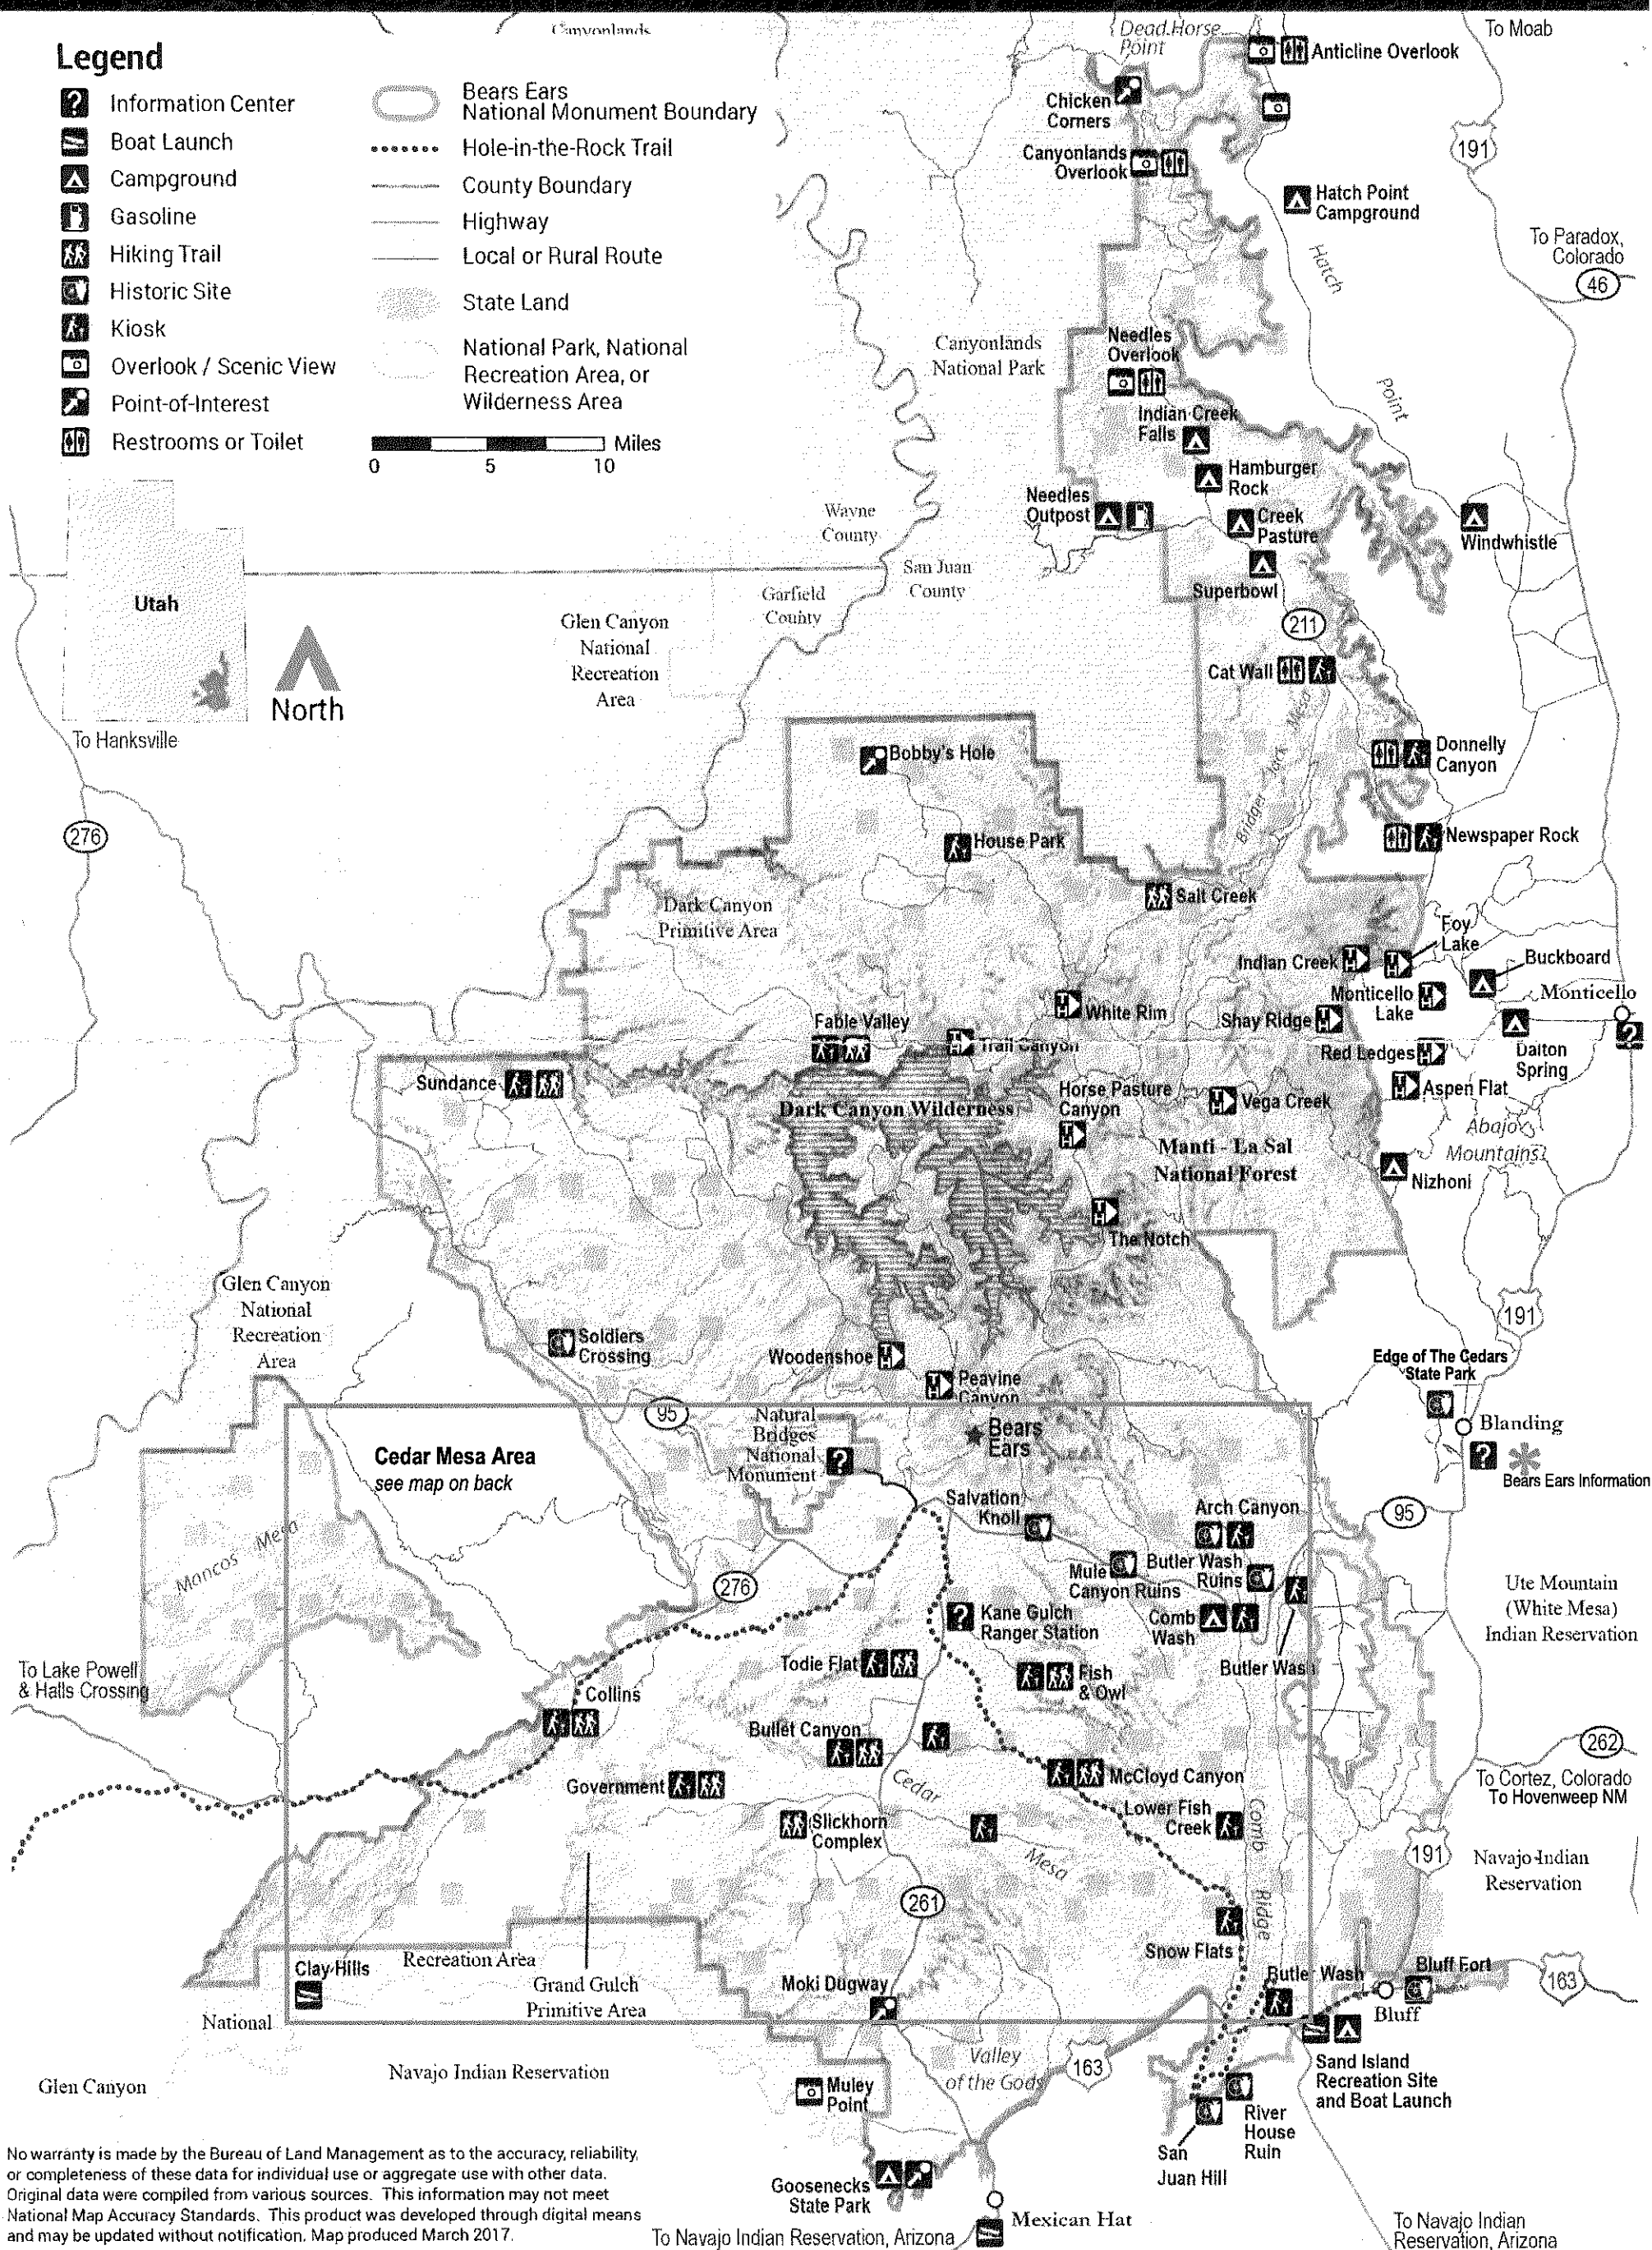 Canyonlands
Dead Horse
Point
To Moab
Anticline Overlook
Legend
Information Center
Boat Launch
Campground
Gasoline
Hiking Trail
Historic Site
Kiosk
Overlook / Scenic View
Point-of-Interest
Restrooms or Toilet
Bears Ears
National Monument Boundary
Hole-in-the-Rock Trail
County Boundary
Highway
Local or Rural Route
State Land
National Park, National
Recreation Area, or
Wilderness Area
Miles
0 5 10
Chicken
Corners
191
Canyonlands
Overlook
Hatch Point
Campground
To Paradox,
Colorado
46
Hatch
Point
Canyonlands
National Park
Needles
Overlook
Indian Creek
Falls
Hamburger
Rock
Needles
Outpost
Creek
Pasture
Windwhistle
Superbowl
Wayne
County
San Juan
County
Garfield
County
Utah
North
Glen Canyon
National
Recreation
Area
211
Cat Wall
To Hanksville
Bridger Jack Mesa
Donnelly
Canyon
Bobby's Hole
276
House Park
Newspaper Rock
Salt Creek
Dark Canyon
Primitive Area
Foy
Lake
Indian Creek
TH
TH
Buckboard
Monticello
Lake
TH
Monticello
White Rim
TH
Shay Ridge
TH
Fable Valley
TH
Trail Canyon
Red Ledges
TH
Dalton
Spring
Sundance
Dark Canyon Wilderness
Horse Pasture
Canyon
TH
TH
Vega Creek
TH
Aspen Flat
Abajo
Mountains
Manti - La Sal
National Forest
Nizhoni
TH
The Notch
Glen Canyon
National
Recreation
Area
191
Soldiers
Crossing
Woodenshoe
TH
TH
Peavine
Canyon
Edge of The Cedars
State Park
95
Natural
Bridges
National
Monument
Bears
Ears
Blanding
Cedar Mesa Area
see map on back
Bears Ears Information
Salvation
Knoll
Arch Canyon
95
Mancos Mesa
Mule
Canyon Ruins
Butler Wash
Ruins
276
Ute Mountain
(White Mesa)
Indian Reservation
Kane Gulch
Ranger Station
Comb
Wash
Butler Wash
To Lake Powell
& Halls Crossing
Todie Flat
Fish
& Owl
Collins
Bullet Canyon
262
Government
Cedar
Mesa
McCloyd Canyon
To Cortez, Colorado
To Hovenweep NM
Slickhorn
Complex
Lower Fish
Creek
Comb
Ridge
191
Navajo Indian
Reservation
261
Snow Flats
Clay Hills
Recreation Area
Grand Gulch
Primitive Area
Moki Dugway
Butler Wash
Bluff Fort
163
Bluff
National
Glen Canyon
Navajo Indian Reservation
Valley
of the Gods
163
Sand Island
Recreation Site
and Boat Launch
Muley
Point
River
House
Ruin
San
Juan Hill
Goosenecks
State Park
Mexican Hat
To Navajo Indian Reservation, Arizona
To Navajo Indian
Reservation, Arizona
No warranty is made by the Bureau of Land Management as to the accuracy, reliability,
or completeness of these data for individual use or aggregate use with other data.
Original data were compiled from various sources. This information may not meet
National Map Accuracy Standards. This product was developed through digital means
and may be updated without notification. Map produced March 2017.